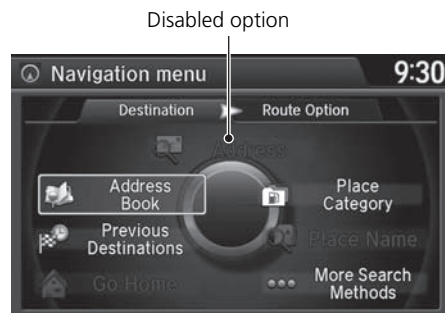 Disabled option
Navigation menu 9:30
Destination Route Option
Address
Address
Book
Place
Category
Previous
Destinations
Place Name
Go Home
More Search
Methods